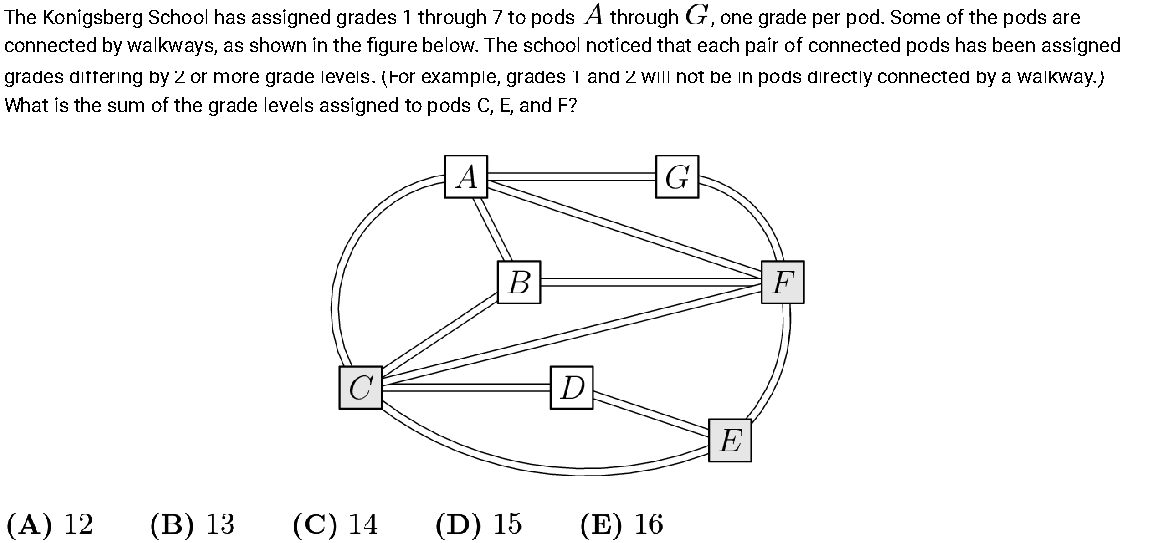 The Konigsberg School has assigned grades 1 through 7 to pods A through G, one grade per pod. Some of the pods are
connected by walkways, as shown in the figure below. The school noticed that each pair of connected pods has been assigned
grades differing by 2 or more grade levels. (For example, grades 1 and 2 will not be in pods directly connected by a walkway.)
What is the sum of the grade levels assigned to pods C, E, and F?
A
G
B
F
C
D
E
(A) 12 (B) 13 (C) 14 (D) 15 (E) 16